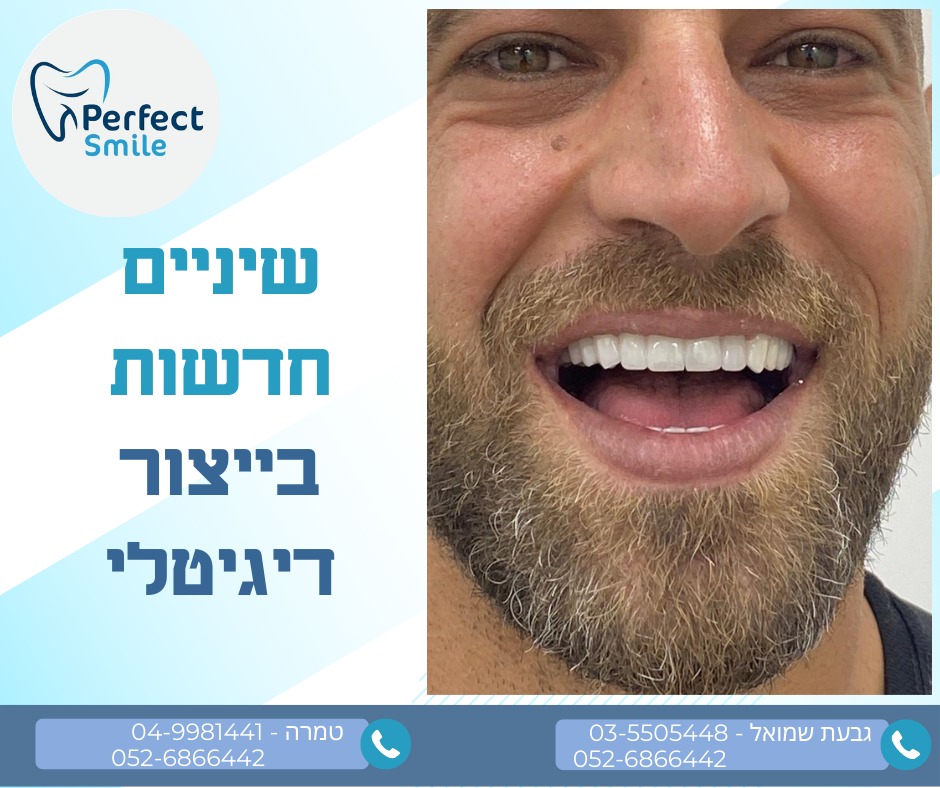 Perfect
Smile
שיניים
חדשות
בייצור
דיגיטלי
גבעת שמואל - 03-5505448
052-6866442
טמרה - 04-9981441
052-6866442